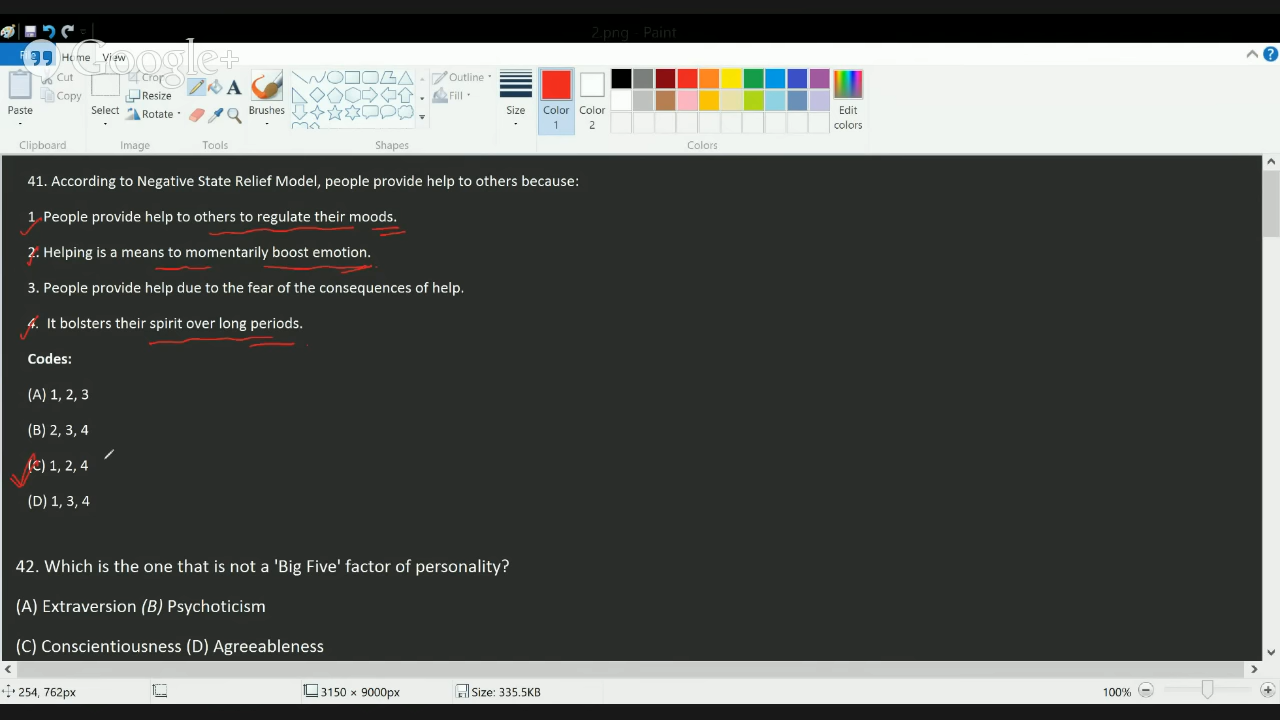 2.png - Paint
File Home View
Google+
Paste
Cut
Copy
Clipboard
Select
Crop
Resize
Rotate
Image
Tools
Brushes
Shapes
Outline
Fill
Size
Color 1
Color 2
Edit colors
Colors
41. According to Negative State Relief Model, people provide help to others because:
1. People provide help to others to regulate their moods.
2. Helping is a means to momentarily boost emotion.
3. People provide help due to the fear of the consequences of help.
4. It bolsters their spirit over long periods.
Codes:
(A) 1, 2, 3
(B) 2, 3, 4
(C) 1, 2, 4
(D) 1, 3, 4
42. Which is the one that is not a 'Big Five' factor of personality?
(A) Extraversion (B) Psychoticism
(C) Conscientiousness (D) Agreeableness
254, 762px
3150 × 9000px
Size: 335.5KB
100%